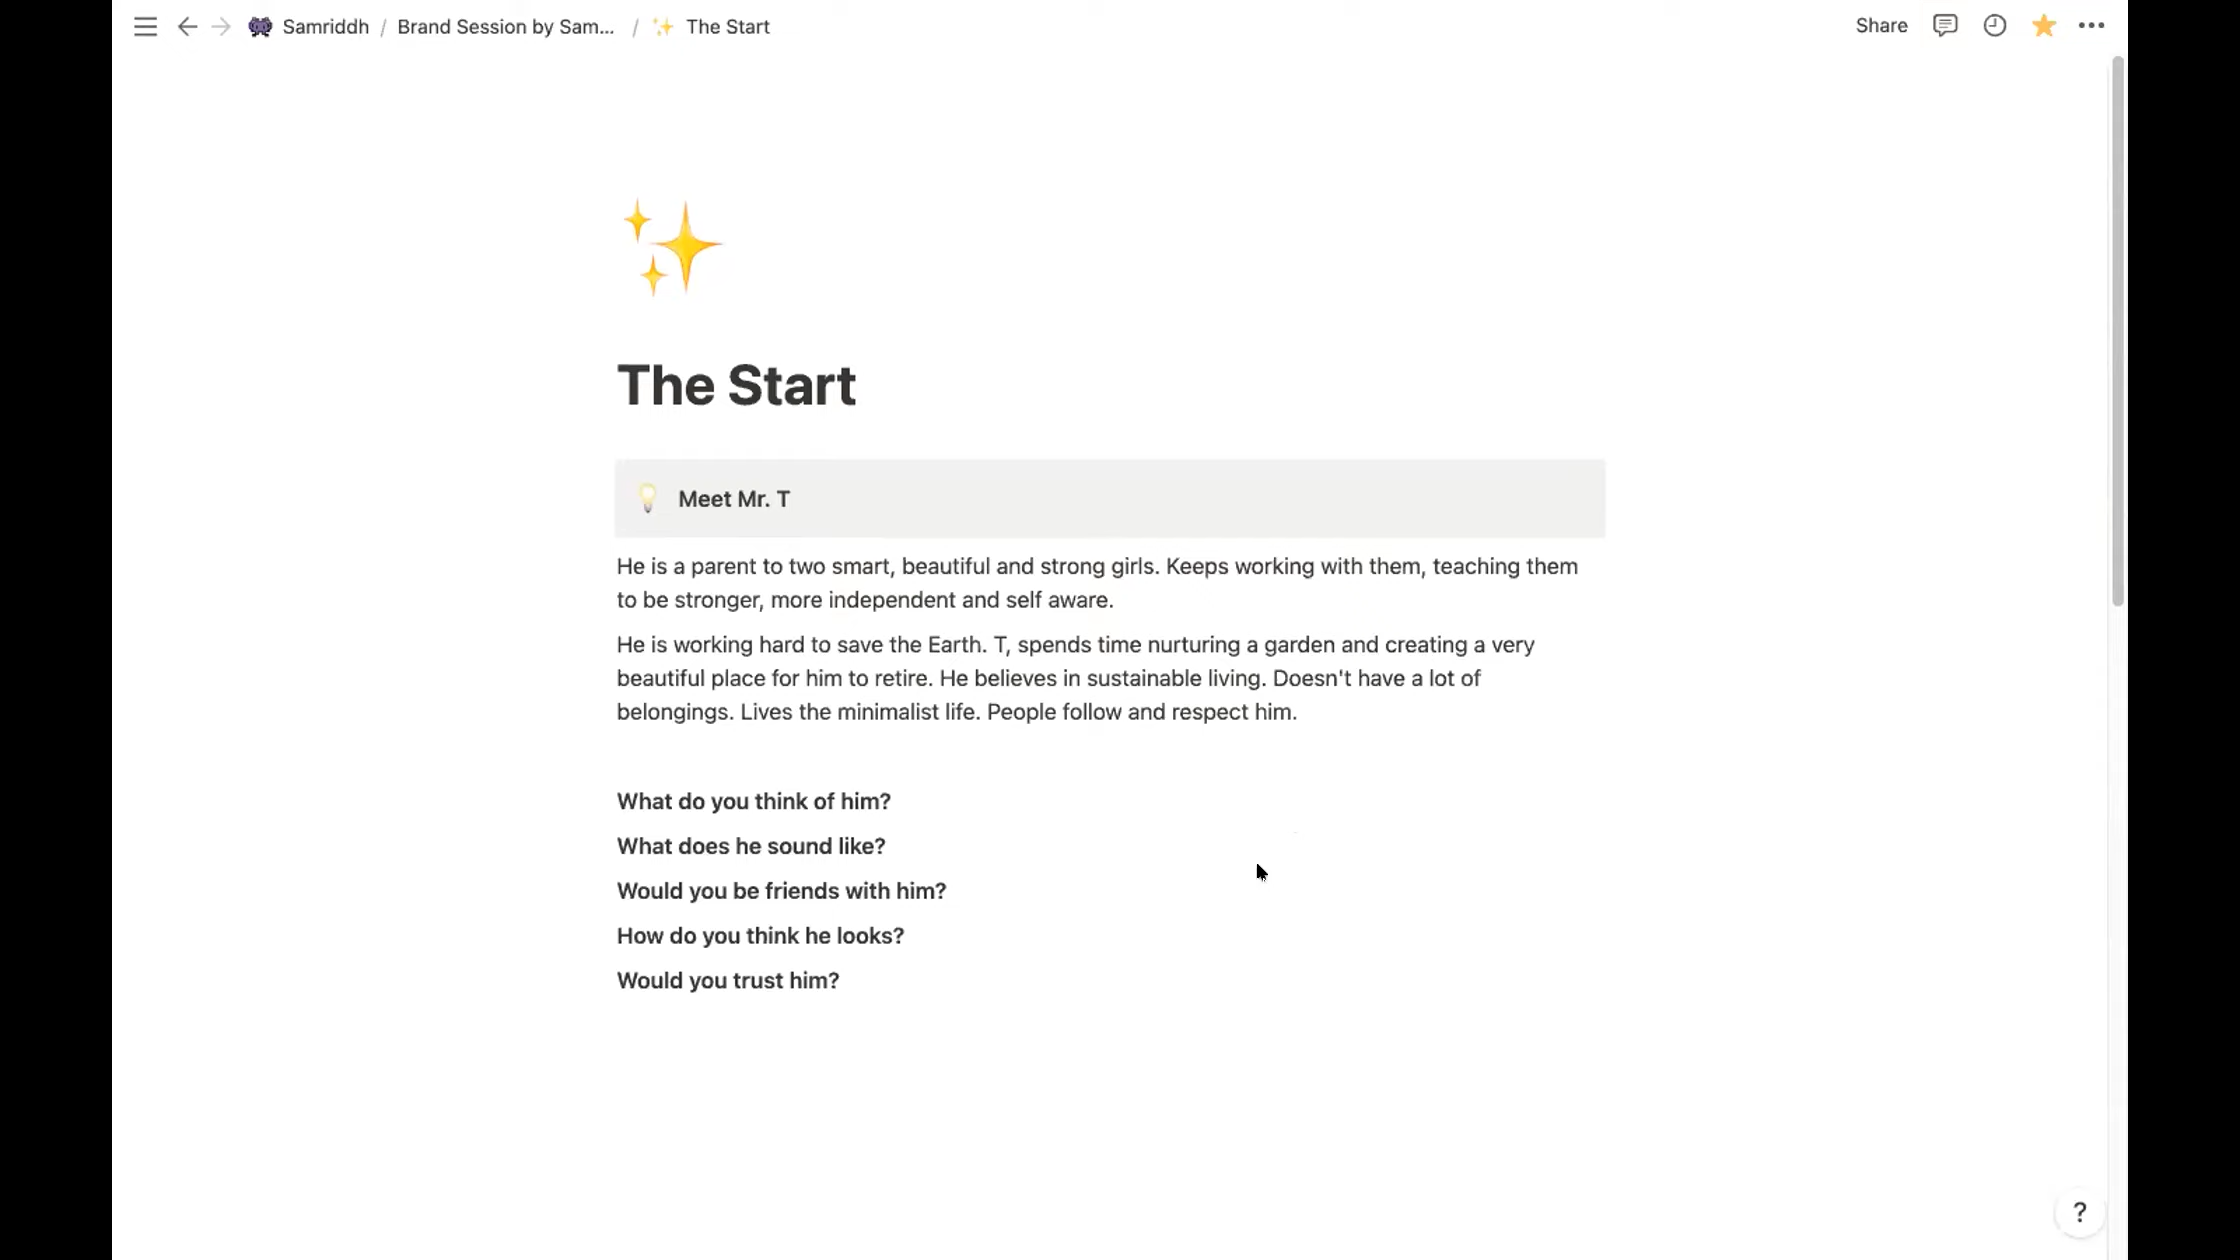 Samriddh / Brand Session by Sam... / The Start
Share
The Start
Meet Mr. T
He is a parent to two smart, beautiful and strong girls. Keeps working with them, teaching them
to be stronger, more independent and self aware.
He is working hard to save the Earth. T, spends time nurturing a garden and creating a very
beautiful place for him to retire. He believes in sustainable living. Doesn't have a lot of
belongings. Lives the minimalist life. People follow and respect him.
What do you think of him?
What does he sound like?
Would you be friends with him?
How do you think he looks?
Would you trust him?
?